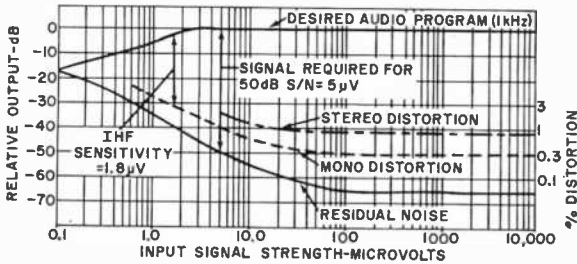 DESIRED AUDIO PROGRAM (1kHz)
0
-10
-20
-30
-40
-50
-60
-70
RELATIVE OUTPUT-dB
SIGNAL REQUIRED FOR
50dB S/N=5µV
IHF
SENSITIVITY
=1.8µV
STEREO DISTORTION
MONO DISTORTION
RESIDUAL NOISE
3
1
0.3
0.1
% DISTORTION
0,1
1.0
10
100
1000
10,000
INPUT SIGNAL STRENGTH-MICROVOLTS